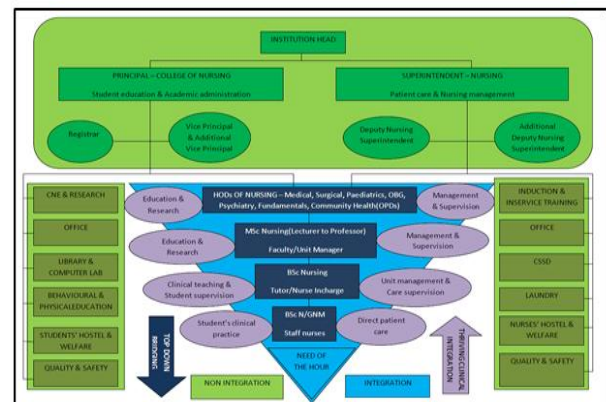 INSTITUTION HEAD
PRINCIPAL – COLLEGE OF NURSING
Student education & Academic administration
SUPERINTENDENT – NURSING
Patient care & Nursing management
Registrar
Vice Principal
& Additional
Vice Principal
Deputy Nursing
Superintendent
Additional
Deputy Nursing
Superintendent
CNE & RESEARCH
OFFICE
LIBRARY &
COMPUTER LAB
BEHAVIOURAL &
PHYSICALEDUCATION
STUDENTS' HOSTEL &
WELFARE
QUALITY & SAFETY
Education &
Research
HODs OF NURSING – Medical, Surgical, Paediatrics, OBG,
Psychiatry, Fundamentals, Community Health(OPDs)
Management
& Supervision
Education &
Research
MSc Nursing(Lecturer to Professor)
Faculty/Unit Manager
Management &
Supervision
Clinical teaching &
Student supervision
BSc Nursing
Tutor/Nurse Incharge
Unit management &
Care supervision
Student's clinical
practice
BSc N/GNM
Staff nurses
Direct patient
care
NEED OF
THE HOUR
TOP DOWN
BRIDGING
THRIVINGCLINICAL
INTEGRATION
NON INTEGRATION
INTEGRATION
INDUCTION &
INSERVICE TRAINING
OFFICE
CSSD
LAUNDRY
NURSES' HOSTEL &
WELFARE
QUALITY & SAFETY